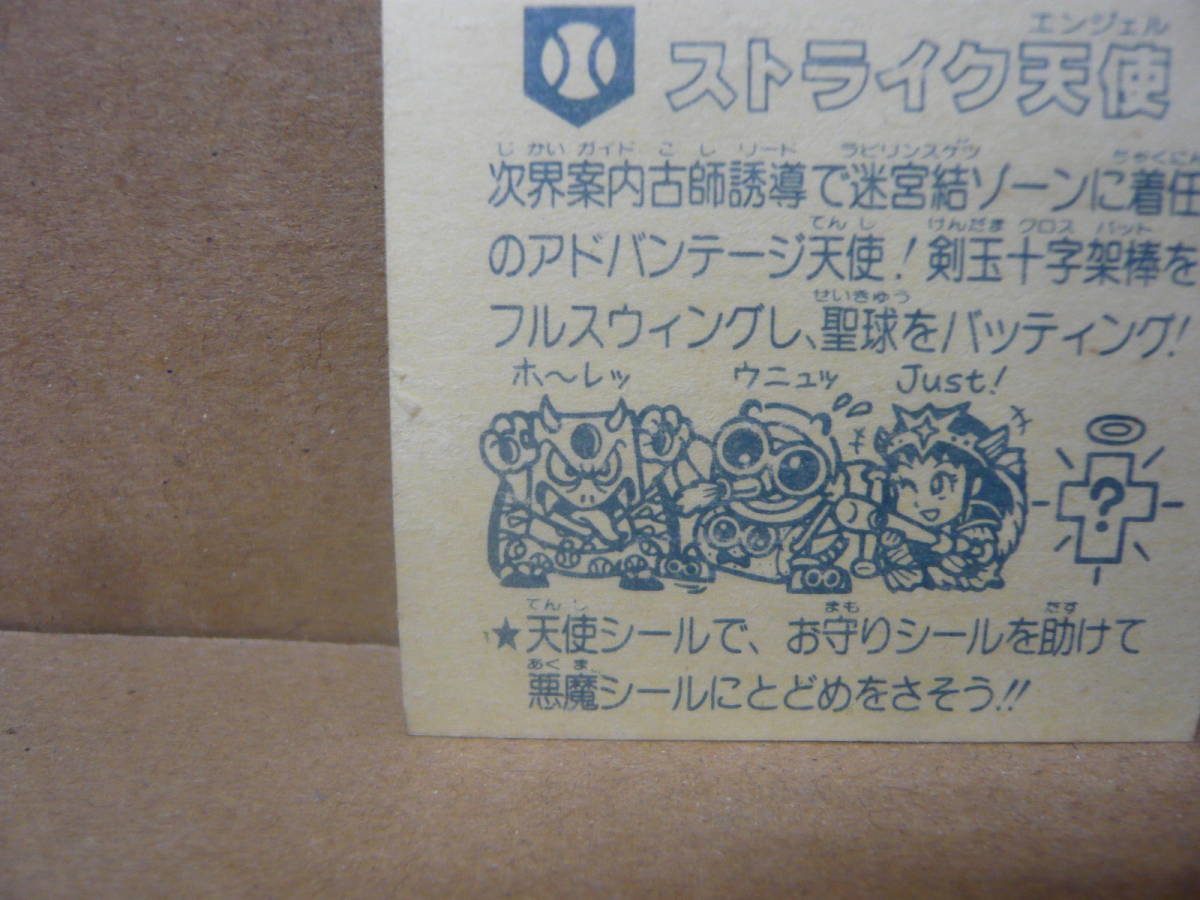 エンジェル
ストライク天使
じかい ガイド こし リード ラビリンスゲツ ちゃくにん
次界案内古師誘導で迷宮結ゾーンに着任
てんし けんだま クロス バット
のアドバンテージ天使!剣玉十字架棒を
せいきゅう
フルスウィングし、聖球をバッティング!
ホ〜レッ ウニュッ Just!
?
てんし まも たす
★天使シールで、お守りシールを助けて
あくま
悪魔シールにとどめをさそう!!